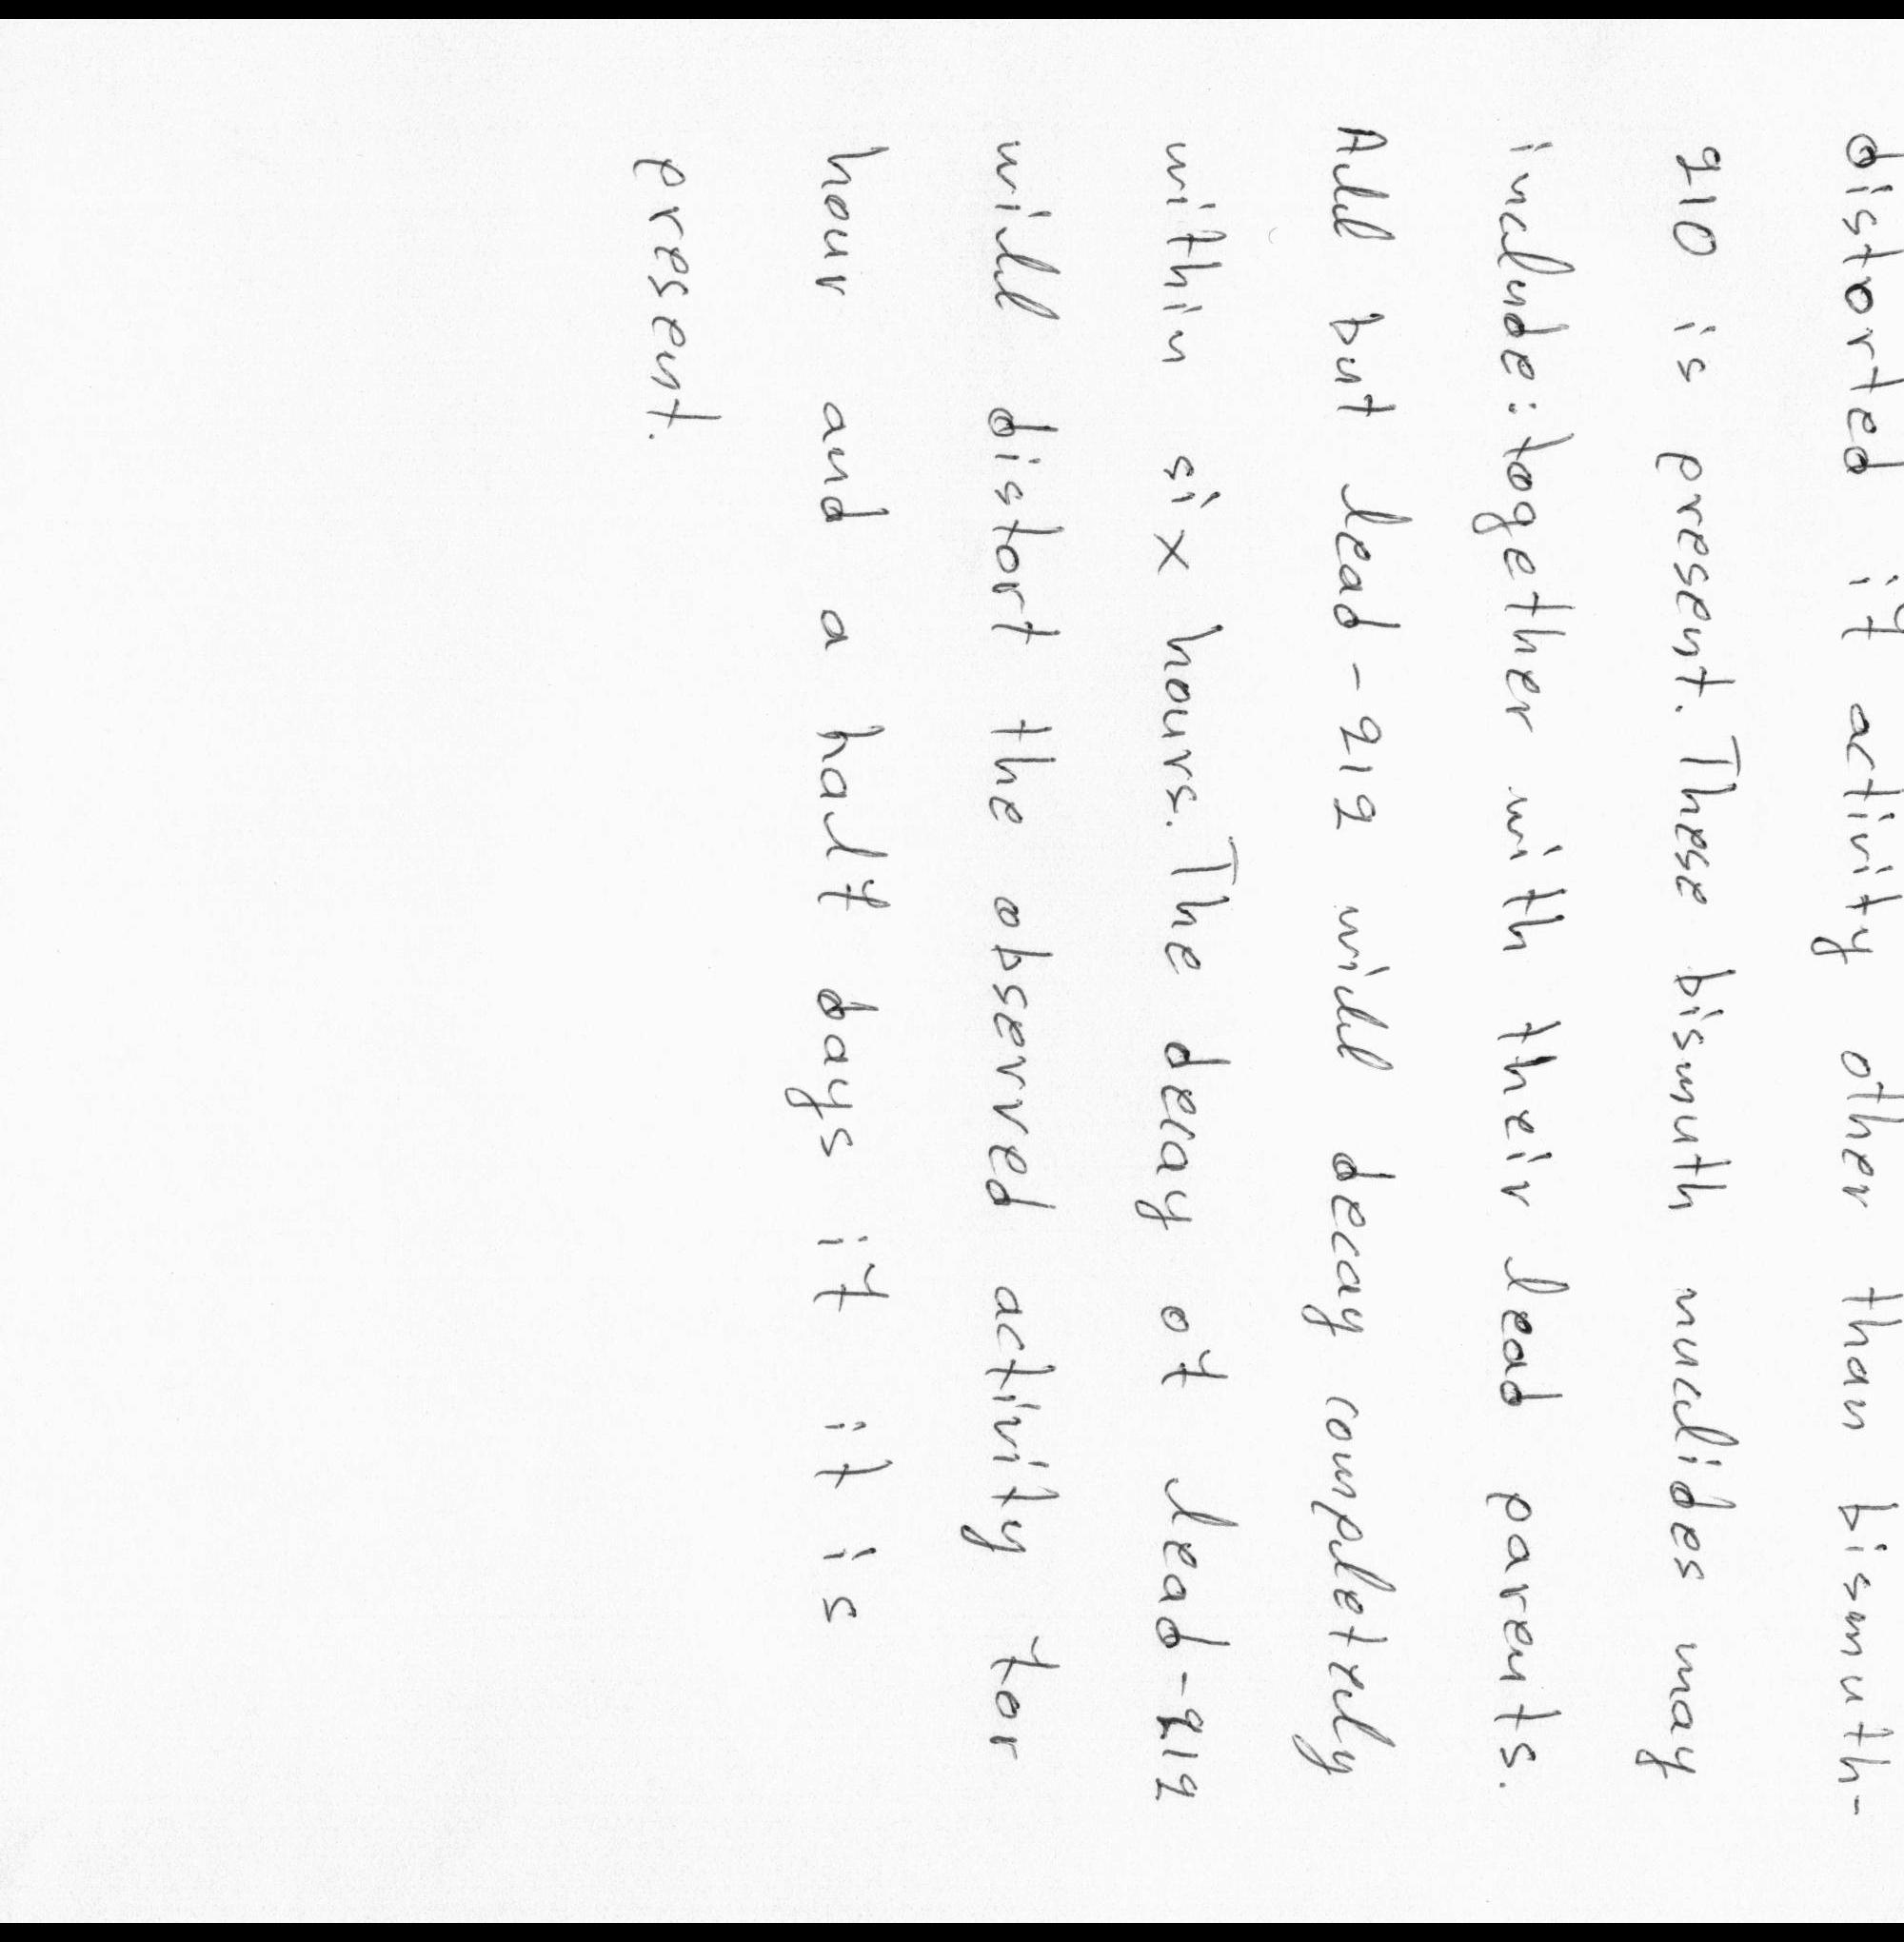 distorted if activity other than bismuth-
210 is present. These bismuth nuclides may
include: together with their lead parents.
All but lead-212 will decay completely
within six hours. The decay of lead-212
will distort the observed activity for
hour and a half days if it is
present.